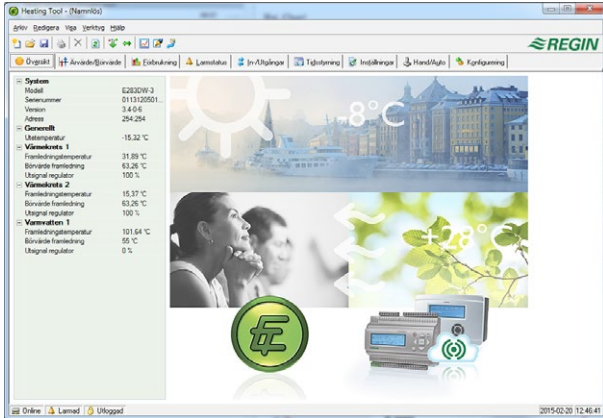 Heating Tool - (Namnlös)
Arkiv Redigera Visa Verktyg Hjälp
REGIN
Översikt Ärvärde/Börvärde Förbrukning Larmstatus In-/Utgångar Tidsstyrning Inställningar Hand/Auto Konfigurering
System
Modell E283DW-3
Serienummer 0113120501...
Version 3.4-0-6
Adress 254:254
Generellt
Utetemperatur -15,32 °C
Värmekrets 1
Framledningstemperatur 31,89 °C
Börvärde framledning 63,26 °C
Utsignal regulator 100 %
Värmekrets 2
Framledningstemperatur 15,37 °C
Börvärde framledning 63,26 °C
Utsignal regulator 100 %
Varmvatten 1
Framledningstemperatur 101,64 °C
Börvärde framledning 55 °C
Utsignal regulator 0 %
-8°C
+28°C
Online Larmad Utloggad
2015-02-20 12.46.41